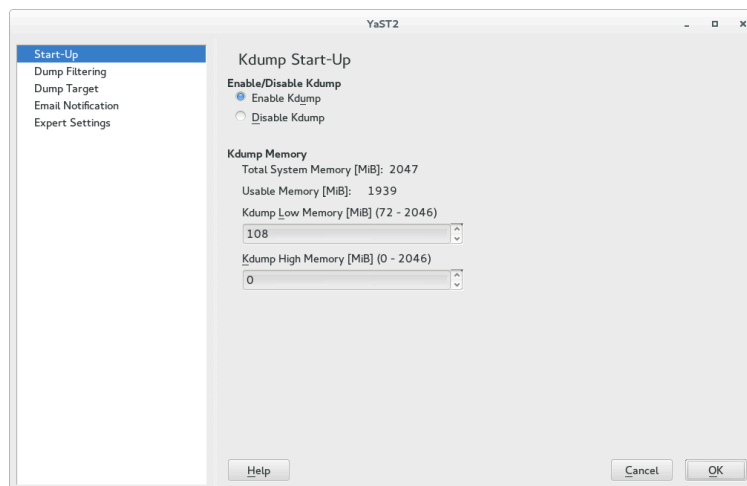 YaST2
Start-Up
Dump Filtering
Dump Target
Email Notification
Expert Settings
Kdump Start-Up
Enable/Disable Kdump
Enable Kdump
Disable Kdump
Kdump Memory
Total System Memory [MiB]: 2047
Usable Memory [MiB]: 1939
Kdump Low Memory [MiB] (72 - 2046)
108
Kdump High Memory [MiB] (0 - 2046)
0
Help
Cancel
OK